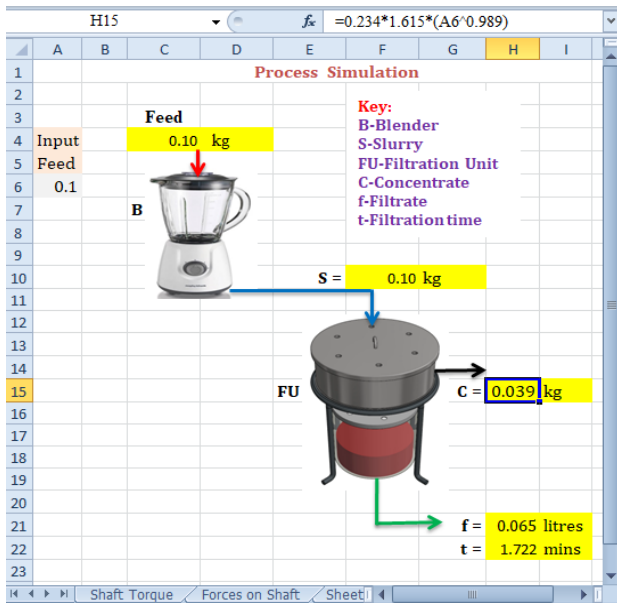 H15 fx =0.234*1.615*(A6^0.989)
A B C D E F G H I
1 Process Simulation
2
3 Feed Key:
B-Blender
4 Input 0.10 kg S-Slurry
5 Feed FU-Filtration Unit
6 0.1 C-Concentrate
f-Filtrate
7 B t-Filtration time
8
9
10 S = 0.10 kg
11
12
13
14
15 FU C = 0.039 kg
16
17
18
19
20
21 f = 0.065 litres
22 t = 1.722 mins
23
Shaft Torque Forces on Shaft Sheet